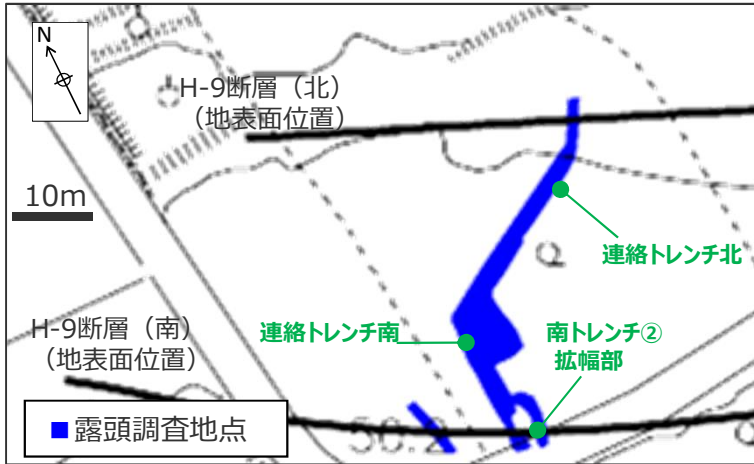 N
H-9断層（北）
（地表面位置）
10m
連絡トレンチ北
H-9断層（南）
（地表面位置）
連絡トレンチ南
南トレンチ②
拡幅部
■露頭調査地点
50.2